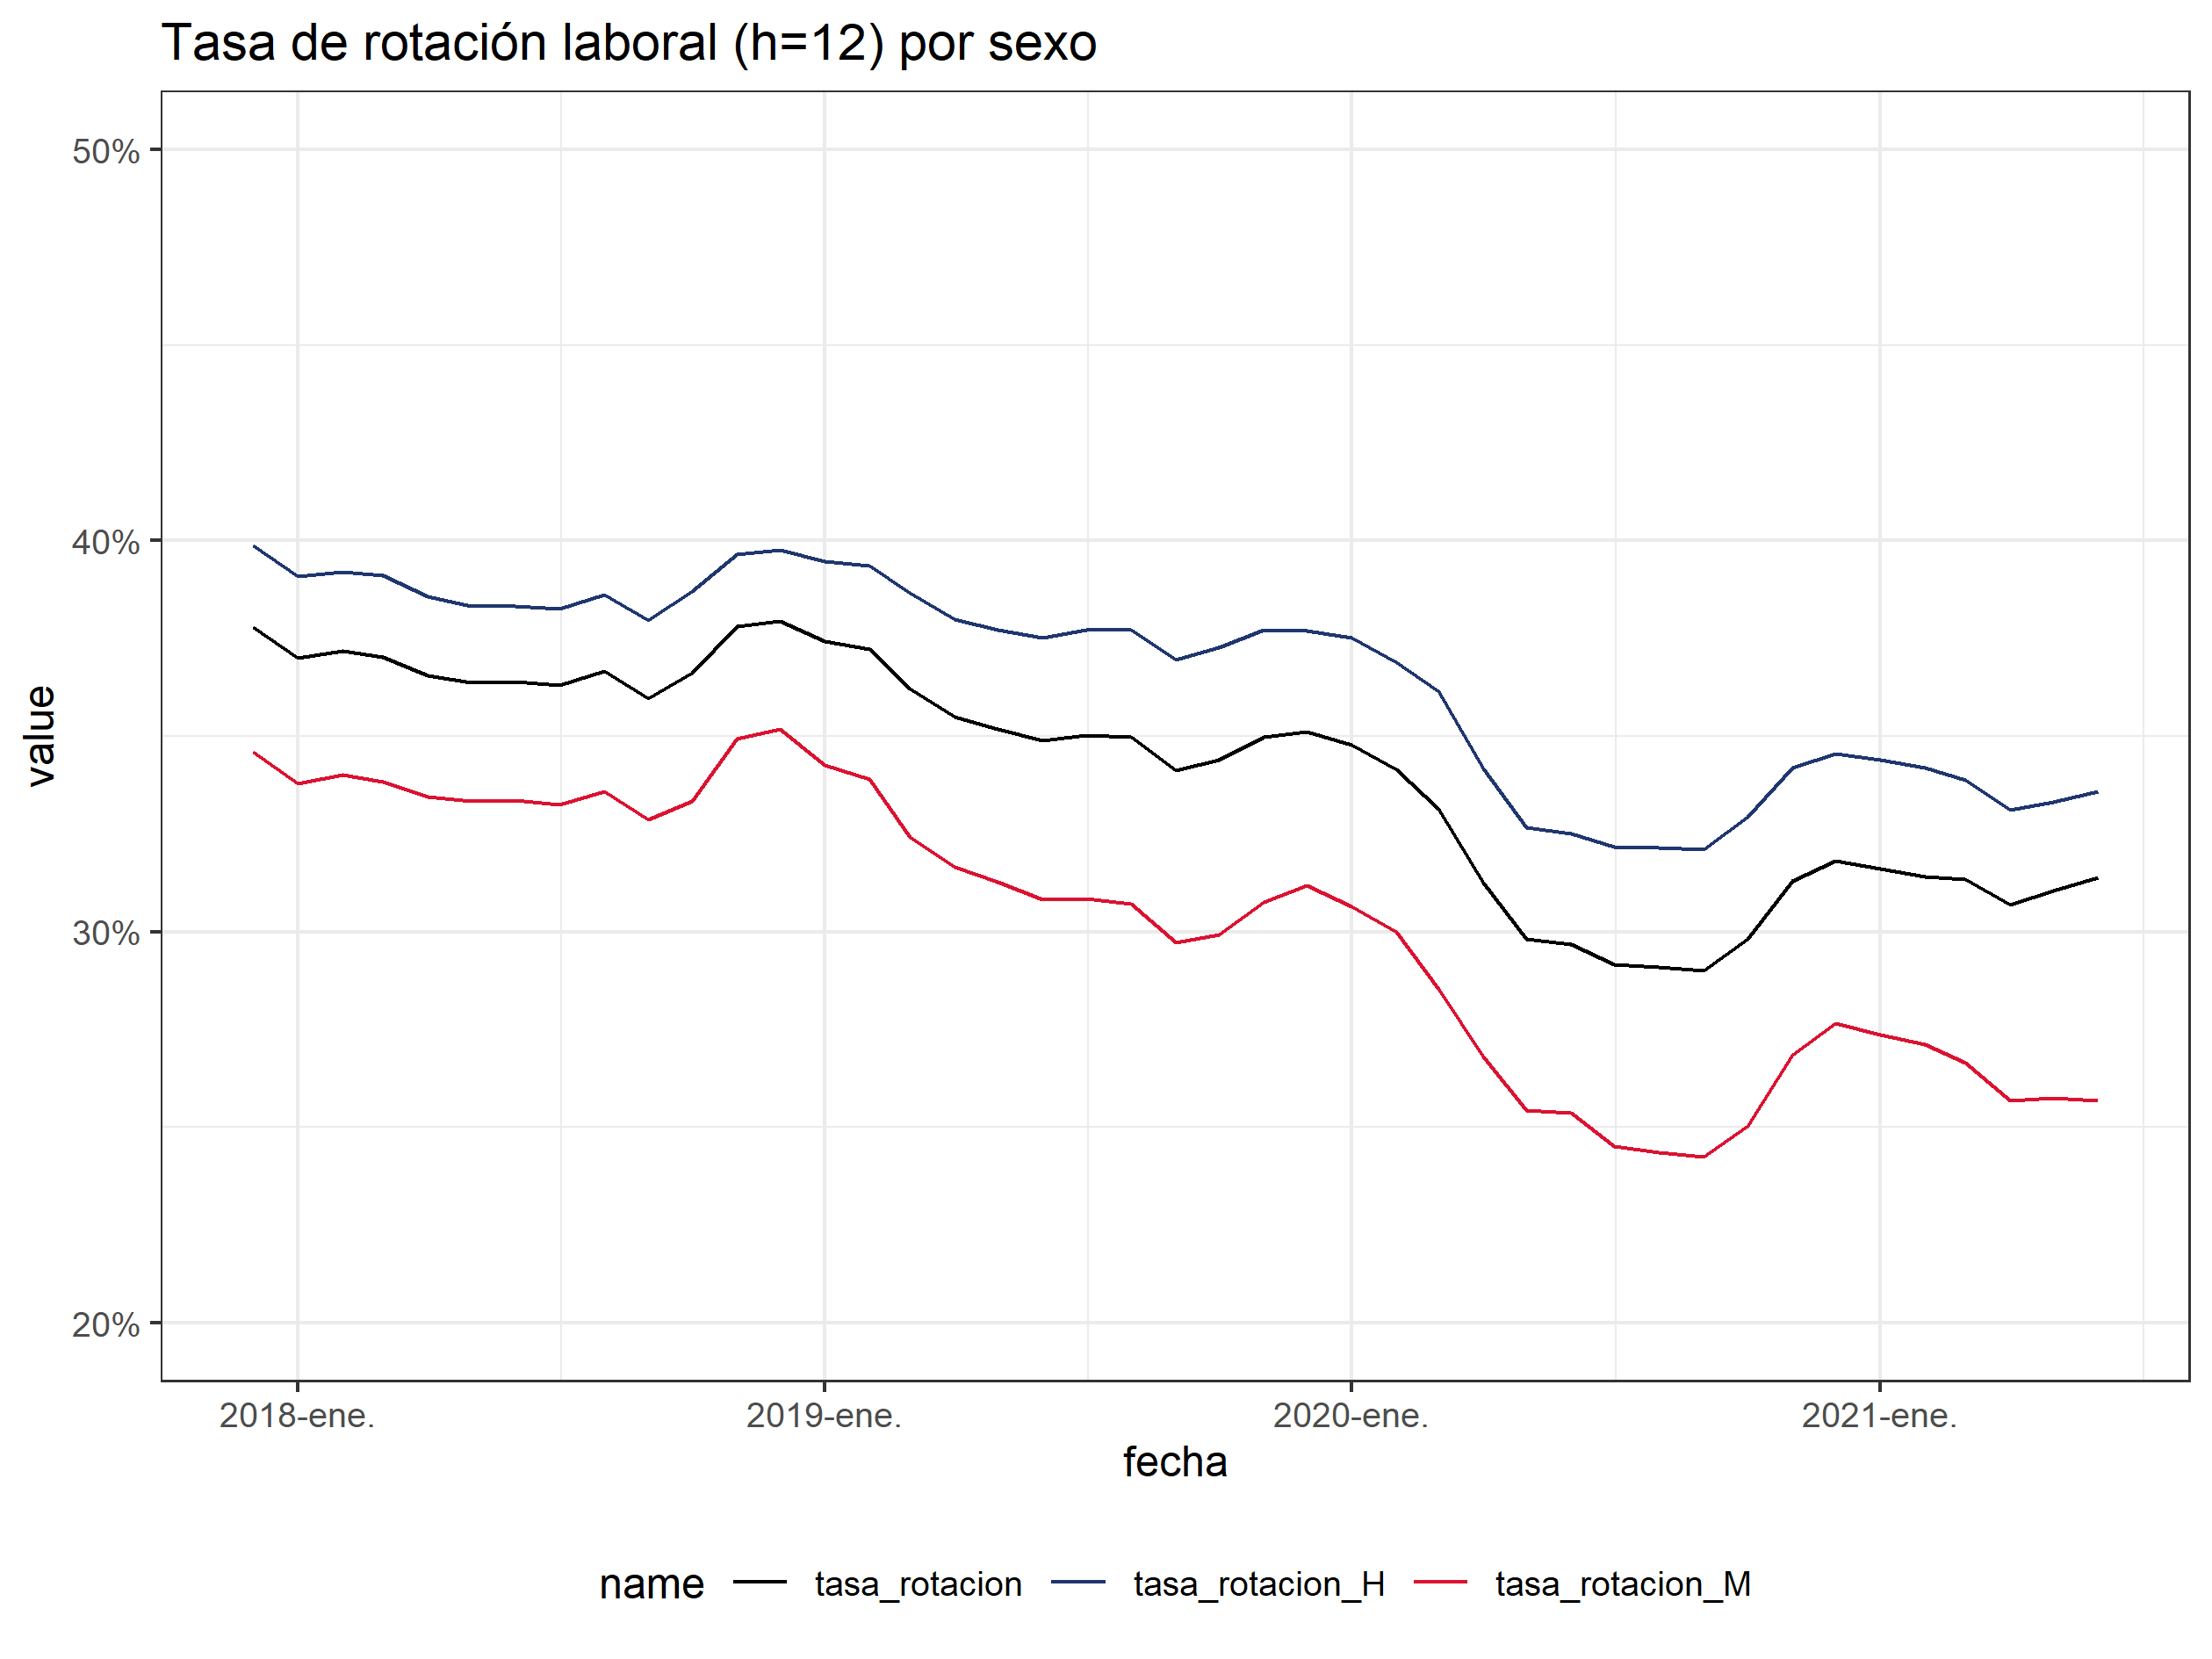 Tasa de rotación laboral (h=12) por sexo
50%
40%
30%
20%
value
2018-ene. 2019-ene. 2020-ene. 2021-ene.
fecha
name tasa_rotacion tasa_rotacion_H tasa_rotacion_M